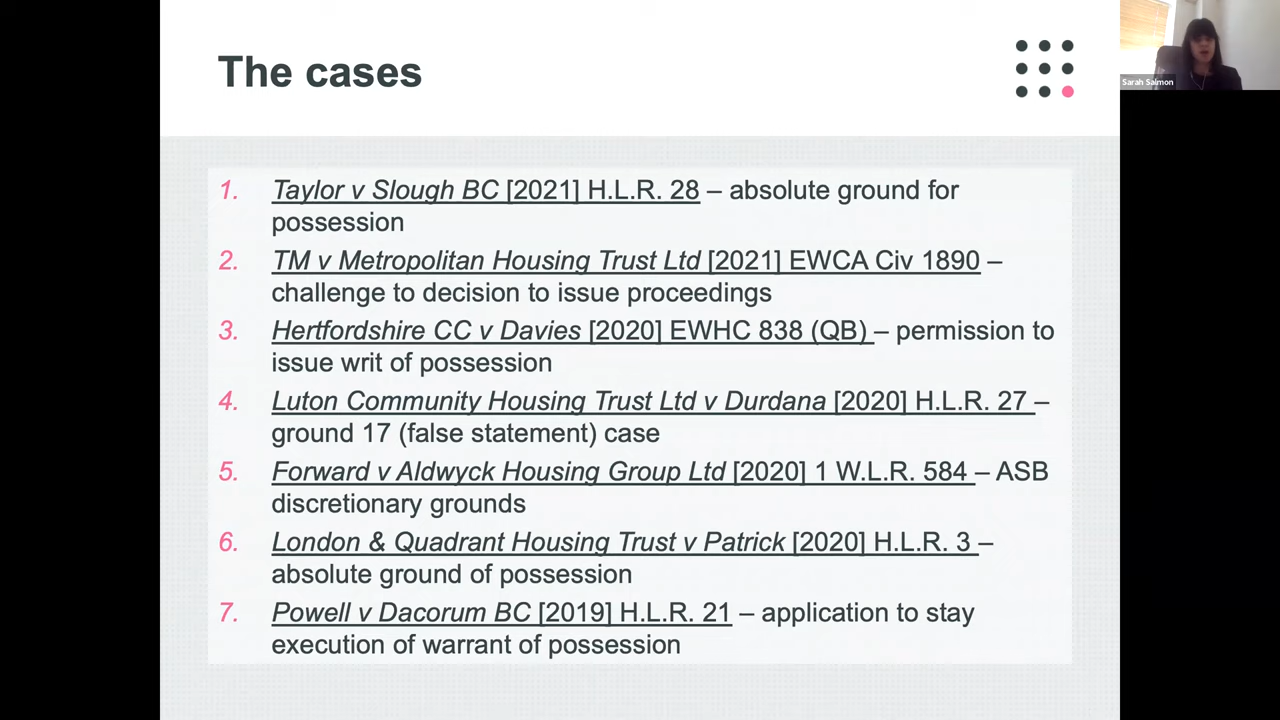 The cases
Sarah Salmon
1. Taylor v Slough BC [2021] H.L.R. 28 – absolute ground for
possession
2. TM v Metropolitan Housing Trust Ltd [2021] EWCA Civ 1890 –
challenge to decision to issue proceedings
3. Hertfordshire CC v Davies [2020] EWHC 838 (QB) – permission to
issue writ of possession
4. Luton Community Housing Trust Ltd v Durdana [2020] H.L.R. 27 –
ground 17 (false statement) case
5. Forward v Aldwyck Housing Group Ltd [2020] 1 W.L.R. 584 – ASB
discretionary grounds
6. London & Quadrant Housing Trust v Patrick [2020] H.L.R. 3 –
absolute ground of possession
7. Powell v Dacorum BC [2019] H.L.R. 21 – application to stay
execution of warrant of possession